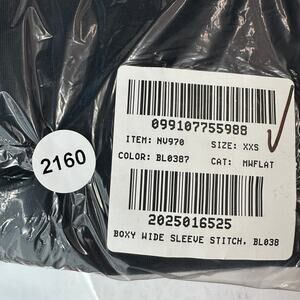 099107755988
ITEM: MV970 SIZE: XXS
COLOR: BL0387 CAT: MWFLAT
2160
2025016525
BOXY WIDE SLEEVE STITCH, BL038